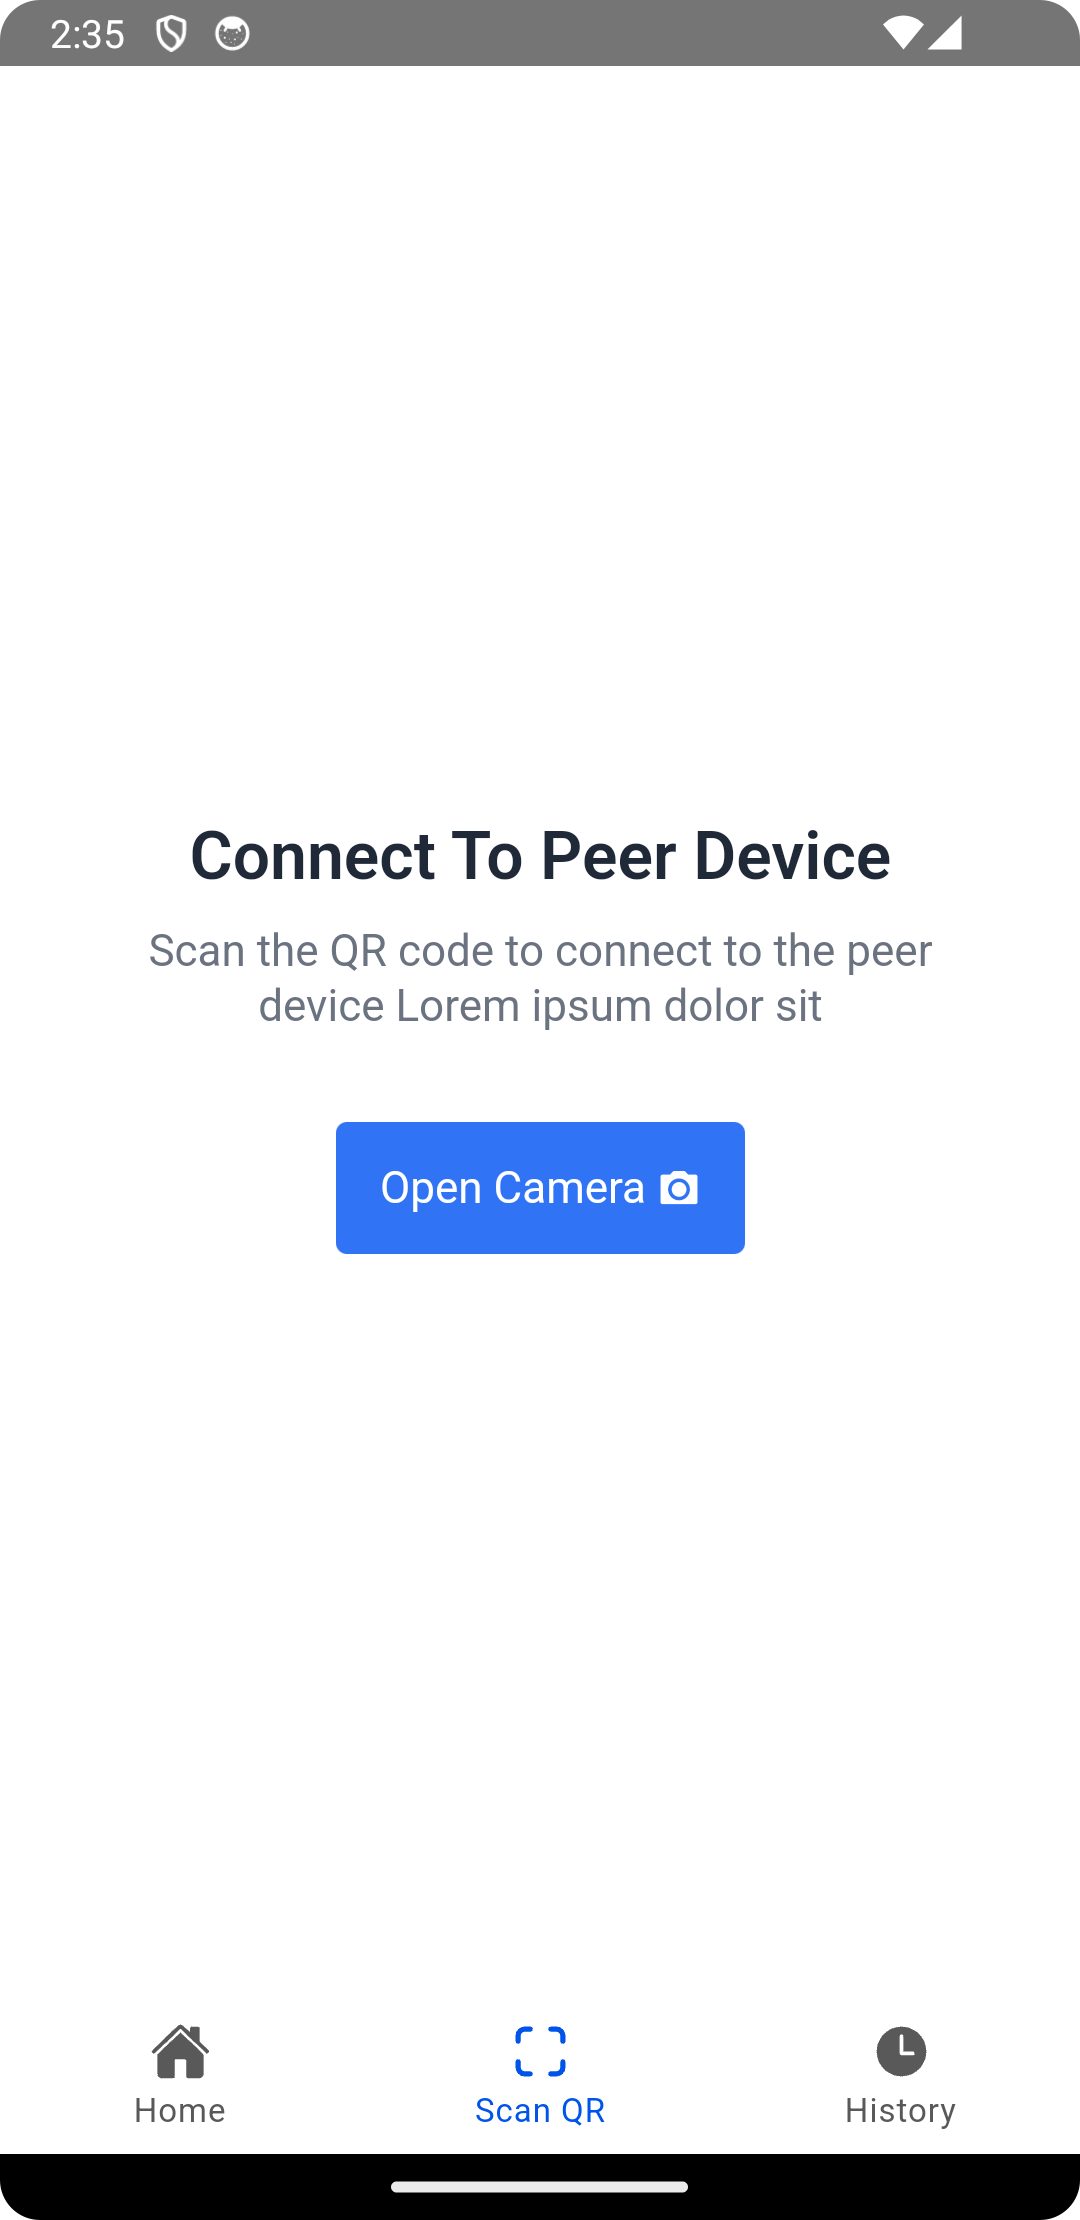 2:35
Connect To Peer Device
Scan the QR code to connect to the peer
device Lorem ipsum dolor sit
Open Camera
Home
Scan QR
History